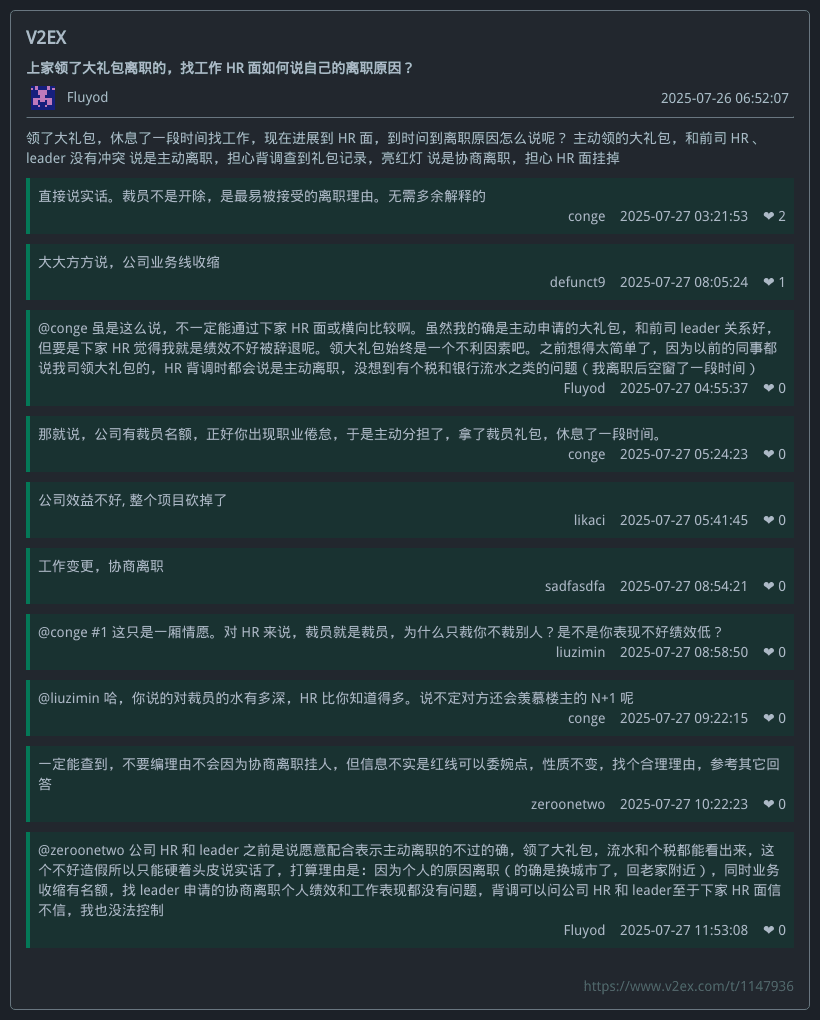 V2EX
上家领了大礼包离职的，找工作 HR 面如何说自己的离职原因？
Fluyod
2025-07-26 06:52:07
领了大礼包，休息了一段时间找工作，现在进展到 HR 面，到时问到离职原因怎么说呢？ 主动领的大礼包，和前司 HR 、
leader 没有冲突 说是主动离职，担心背调查到礼包记录，亮红灯 说是协商离职，担心 HR 面挂掉
直接说实话。裁员不是开除，是最易被接受的离职理由。无需多余解释的
conge 2025-07-27 03:21:53 ❤ 2
大大方方说，公司业务线收缩
defunct9 2025-07-27 08:05:24 ❤ 1
@conge 虽是这么说，不一定能通过下家 HR 面或横向比较啊。虽然我的确是主动申请的大礼包，和前司 leader 关系好，
但要是下家 HR 觉得我就是绩效不好被辞退呢。领大礼包始终是一个不利因素吧。之前想得太简单了，因为以前的同事都
说我司领大礼包的，HR 背调时都会说是主动离职，没想到有个税和银行流水之类的问题（我离职后空窗了一段时间）
Fluyod 2025-07-27 04:55:37 ❤ 0
那就说，公司有裁员名额，正好你出现职业倦怠，于是主动分担了，拿了裁员礼包，休息了一段时间。
conge 2025-07-27 05:24:23 ❤ 0
公司效益不好, 整个项目砍掉了
likaci 2025-07-27 05:41:45 ❤ 0
工作变更，协商离职
sadfasdfa 2025-07-27 08:54:21 ❤ 0
@conge #1 这只是一厢情愿。对 HR 来说，裁员就是裁员，为什么只裁你不裁别人？是不是你表现不好绩效低？
liuzimin 2025-07-27 08:58:50 ❤ 0
@liuzimin 哈，你说的对裁员的水有多深，HR 比你知道得多。说不定对方还会羡慕楼主的 N+1 呢
conge 2025-07-27 09:22:15 ❤ 0
一定能查到，不要编理由不会因为协商离职挂人，但信息不实是红线可以委婉点，性质不变，找个合理理由，参考其它回
答
zeroonetwo 2025-07-27 10:22:23 ❤ 0
@zeroonetwo 公司 HR 和 leader 之前是说愿意配合表示主动离职的不过的确，领了大礼包，流水和个税都能看出来，这
个不好造假所以只能硬着头皮说实话了，打算理由是：因为个人的原因离职（的确是换城市了，回老家附近），同时业务
收缩有名额，找 leader 申请的协商离职个人绩效和工作表现都没有问题，背调可以问公司 HR 和 leader至于下家 HR 面信
不信，我也没法控制
Fluyod 2025-07-27 11:53:08 ❤ 0
https://www.v2ex.com/t/1147936